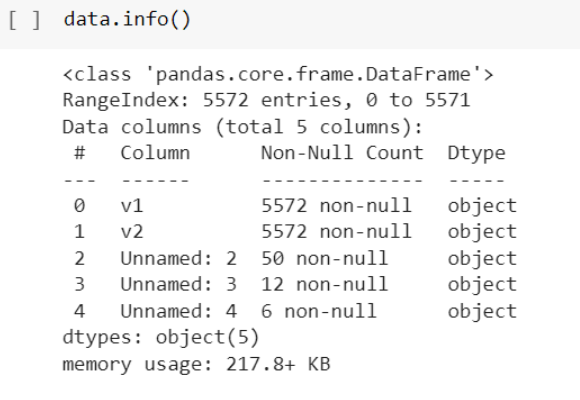 [ ] data.info()
<class 'pandas.core.frame.DataFrame'>
RangeIndex: 5572 entries, 0 to 5571
Data columns (total 5 columns):
 #   Column      Non-Null Count  Dtype
---  ------      --------------  -----
 0   v1          5572 non-null   object
 1   v2          5572 non-null   object
 2   Unnamed: 2  50 non-null     object
 3   Unnamed: 3  12 non-null     object
 4   Unnamed: 4  6 non-null      object
dtypes: object(5)
memory usage: 217.8+ KB